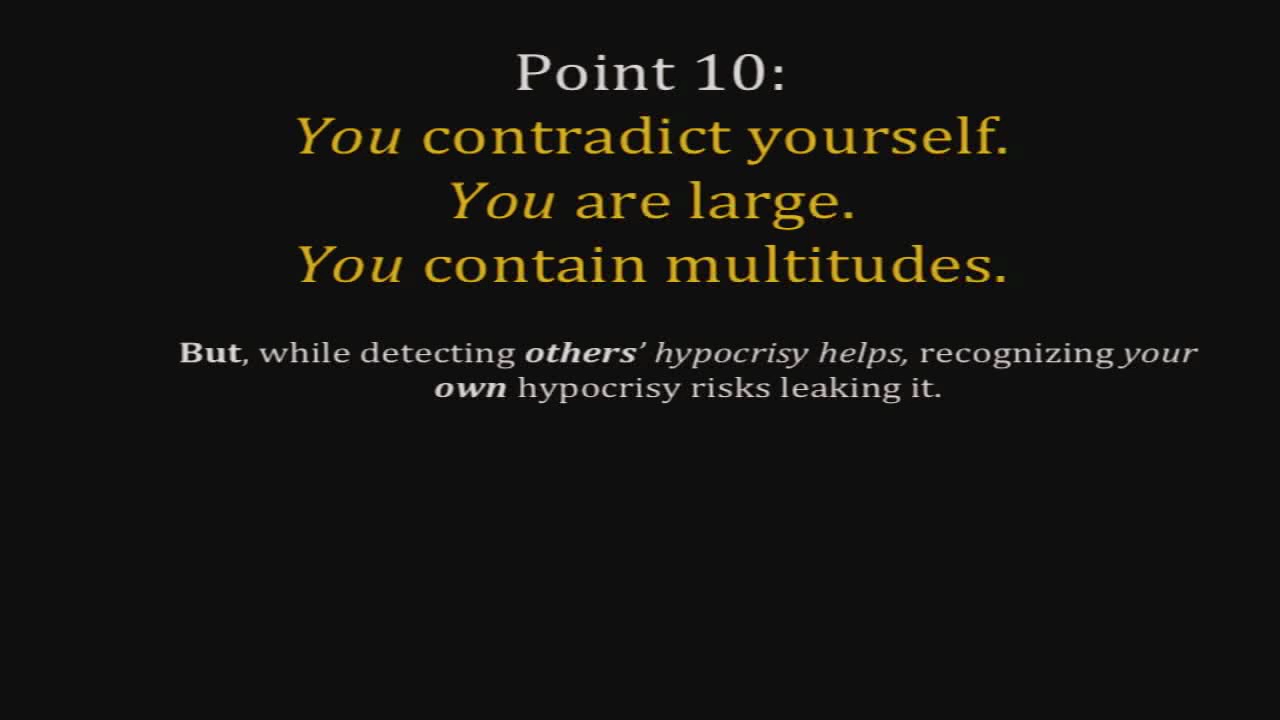 Point 10:
You contradict yourself.
You are large.
You contain multitudes.
But, while detecting others’ hypocrisy helps, recognizing your
own hypocrisy risks leaking it.